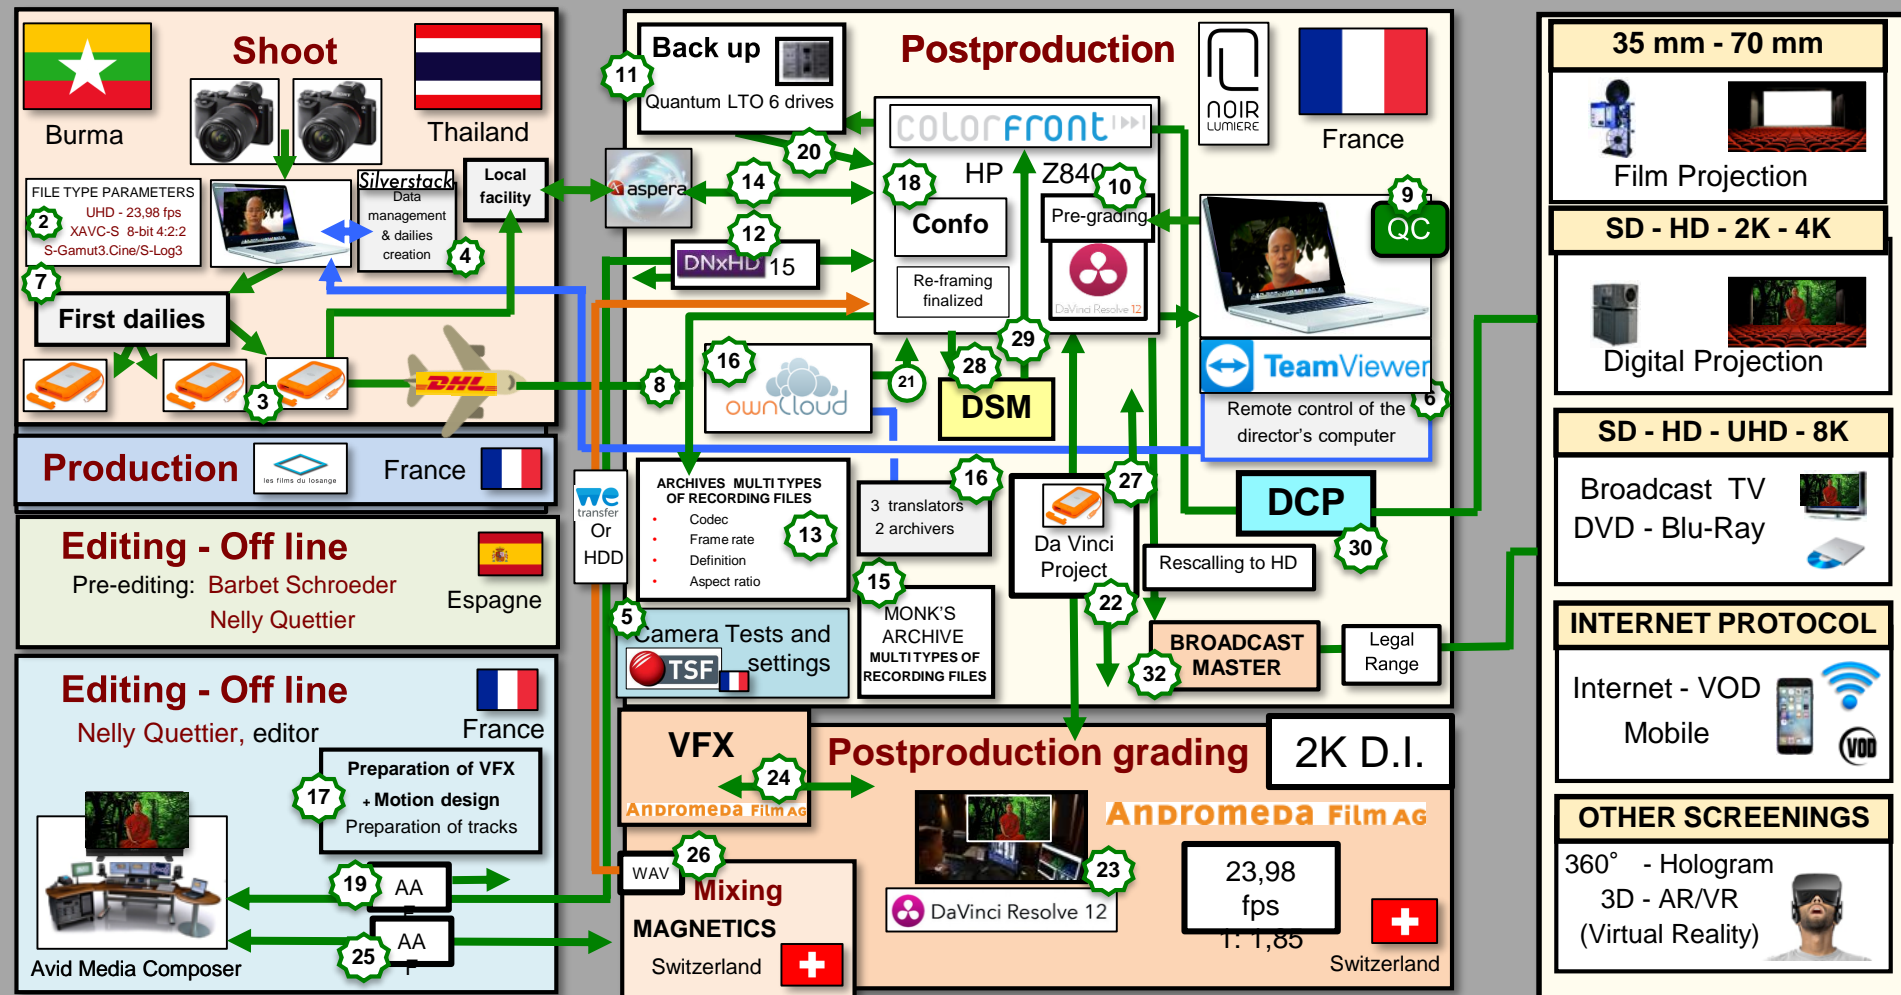 Shoot
Burma
Thailand
FILE TYPE PARAMETERS
2
UHD - 23,98 fps
XAVC-S 8-bit 4:2:2
S-Gamut3.Cine/S-Log3
Silverstack
Data
management
& dailies
creation
4
Local
facility
7
First dailies
3
DHL
8
Production
les films du losange
France
Editing - Off line
Pre-editing: Barbet Schroeder
Nelly Quettier
Espagne
Editing - Off line
Nelly Quettier, editor
France
17
Preparation of VFX
+ Motion design
Preparation of tracks
19
AA
F
25
AA
F
Avid Media Composer
Postproduction
NOIR
LUMIERE
France
11
Back up
Quantum LTO 6 drives
20
aspera
14
12
DNxHD 15
colorfront
HP Z840
18
10
Confo
Pre-grading
Re-framing
finalized
DaVinci Resolve 12
9
QC
TeamViewer
6
Remote control of the
director's computer
16
ownCloud
21
28
29
DSM
we
transfer
Or
HDD
ARCHIVES MULTI TYPES
OF RECORDING FILES
• Codec
• Frame rate
• Definition
• Aspect ratio
13
16
3 translators
2 archivers
15
MONK'S
ARCHIVE
MULTI TYPES OF
RECORDING FILES
5
Camera Tests and
settings
TSF
Da Vinci
Project
22
27
DCP
30
Rescalling to HD
32
BROADCAST
MASTER
Legal
Range
VFX
24
Andromeda Film AG
Postproduction grading
2K D.I.
Andromeda Film AG
23
DaVinci Resolve 12
23,98
fps
1: 1,85
Switzerland
WAV
26
Mixing
MAGNETICS
Switzerland
35 mm - 70 mm
Film Projection
SD - HD - 2K - 4K
Digital Projection
SD - HD - UHD - 8K
Broadcast TV
DVD - Blu-Ray
INTERNET PROTOCOL
Internet - VOD
Mobile
VOD
OTHER SCREENINGS
360° - Hologram
3D - AR/VR
(Virtual Reality)